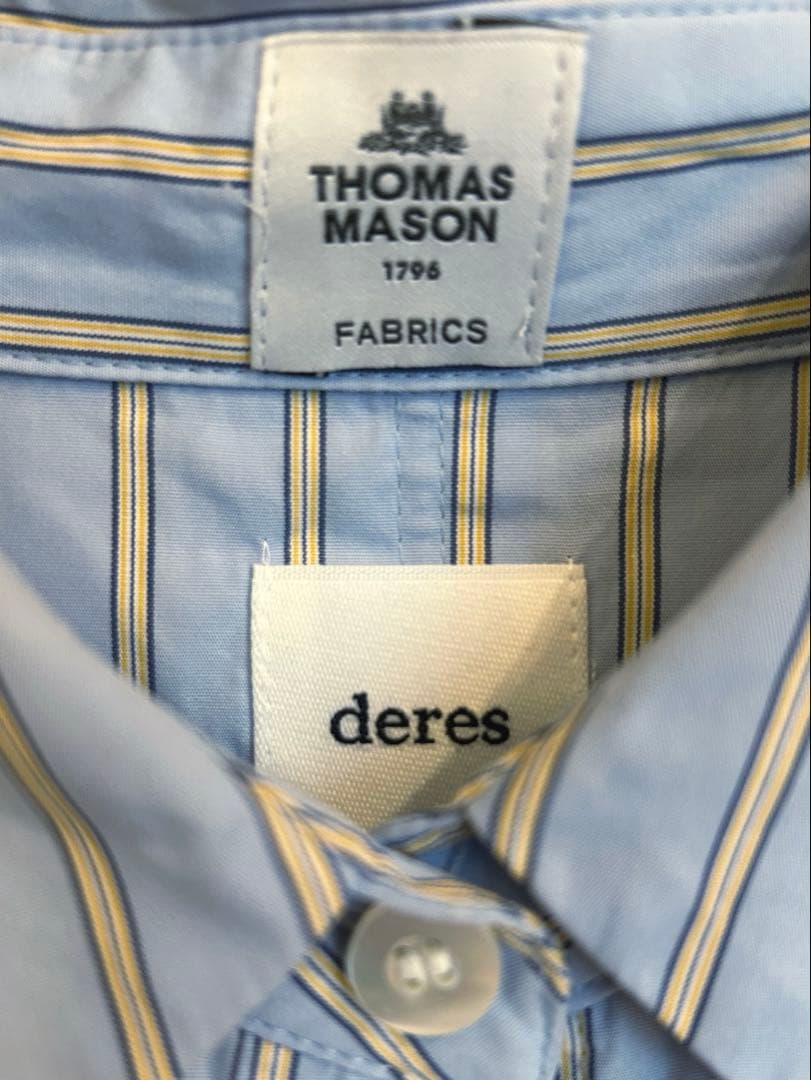 THOMAS
MASON
1796
FABRICS
deres